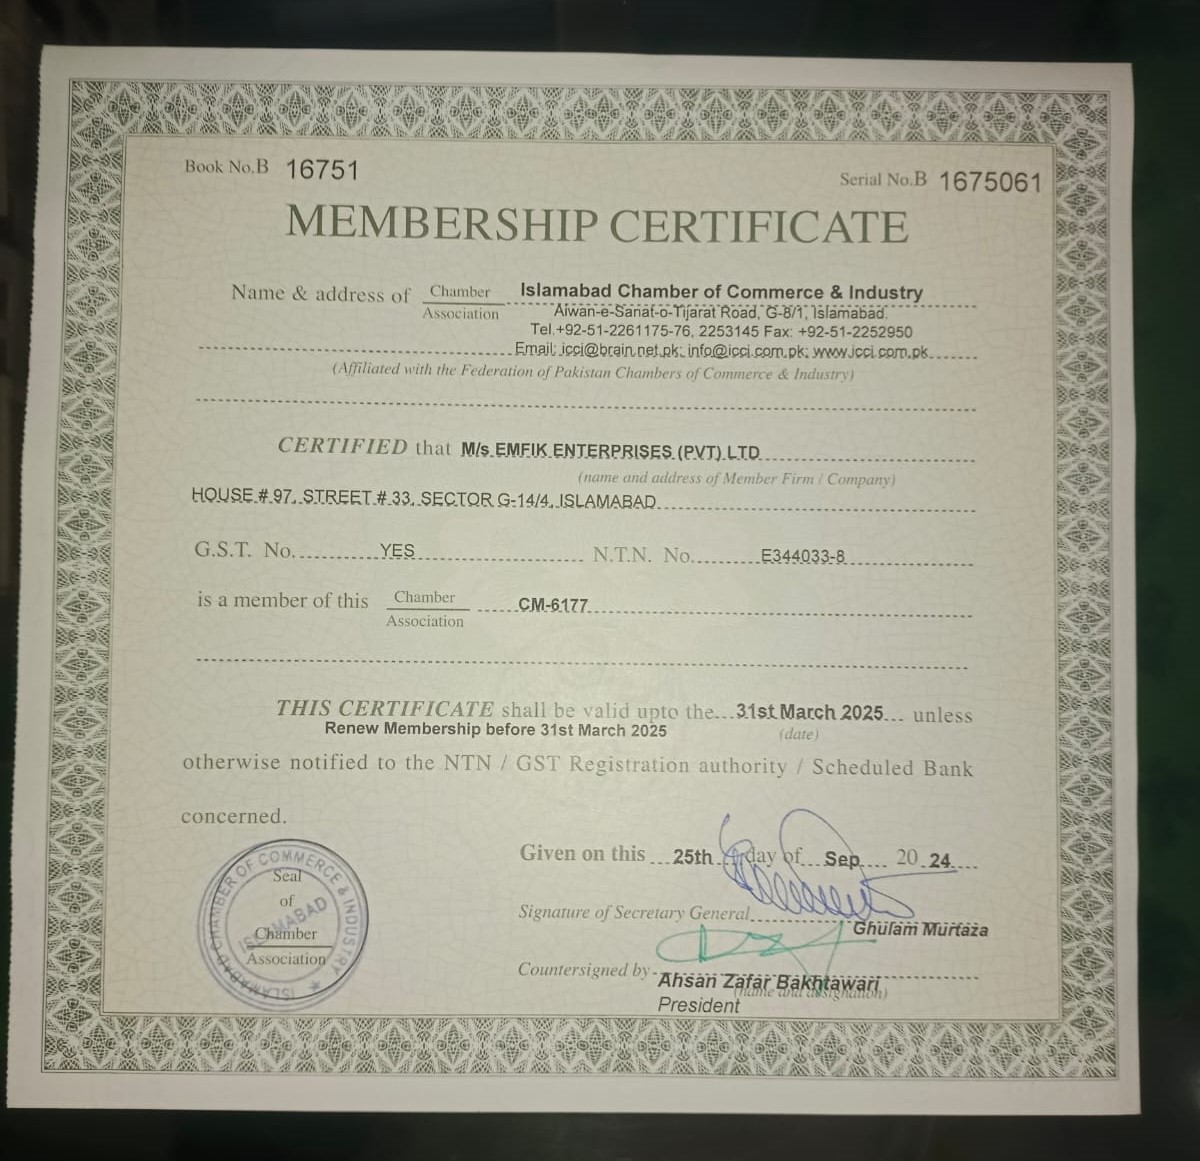 Book No.B 16751
Serial No.B 1675061
MEMBERSHIP CERTIFICATE
Name & address of Chamber Islamabad Chamber of Commerce & Industry
Association Aiwan-e-Sanat-o-Tijarat Road, G-8/1, Islamabad.
Tel.+92-51-2261175-76, 2253145 Fax: +92-51-2252950
Email: icci@brain.net.pk; info@icci.com.pk; www.icci.com.pk
(Affiliated with the Federation of Pakistan Chambers of Commerce & Industry)
CERTIFIED that M/s.EMFIK ENTERPRISES (PVT) LTD
(name and address of Member Firm / Company)
HOUSE # 97, STREET # 33, SECTOR G-14/4, ISLAMABAD
G.S.T. No. YES N.T.N. No. E344033-8
is a member of this Chamber CM-6177
Association
THIS CERTIFICATE shall be valid upto the 31st March 2025 unless
Renew Membership before 31st March 2025 (date)
otherwise notified to the NTN / GST Registration authority / Scheduled Bank
concerned.
Given on this 25th day of Sep 20 24
Signature of Secretary General
Ghulam Murtaza
Countersigned by
Ahsan Zafar Bakhtawari
(name and designation)
President
ISLAMABAD CHAMBER OF COMMERCE & INDUSTRY
ISLAMABAD
Seal
of
Chamber
Association